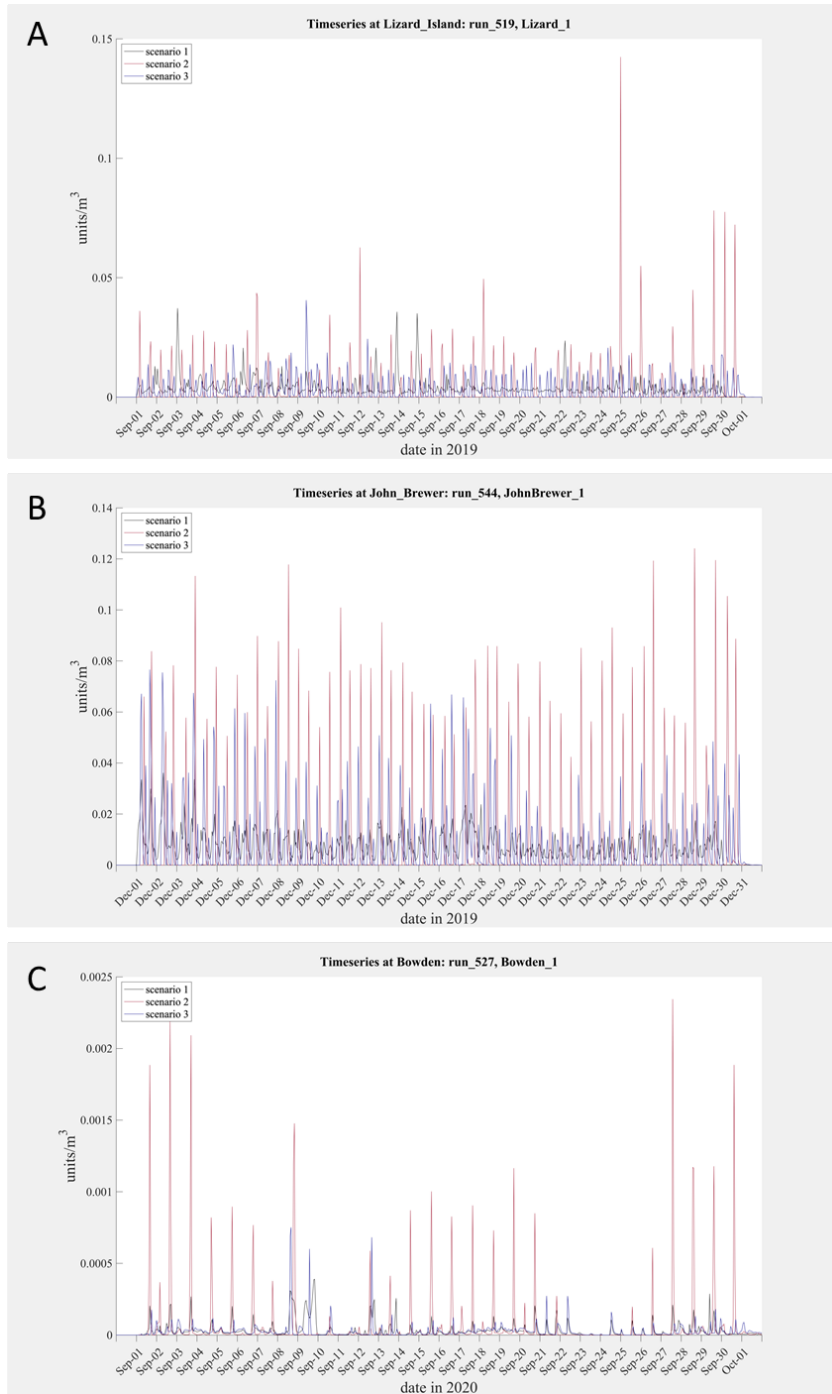 A
Timeseries at Lizard_Island: run_519, Lizard_1
0.15
scenario 1
scenario 2
scenario 3
0.1
units/m³
0.05
0
Sep-01 Sep-02 Sep-03 Sep-04 Sep-05 Sep-06 Sep-07 Sep-08 Sep-09 Sep-10 Sep-11 Sep-12 Sep-13 Sep-14 Sep-15 Sep-16 Sep-17 Sep-18 Sep-19 Sep-20 Sep-21 Sep-22 Sep-23 Sep-24 Sep-25 Sep-26 Sep-27 Sep-28 Sep-29 Sep-30 Oct-01
date in 2019
B
Timeseries at John_Brewer: run_544, JohnBrewer_1
0.14
scenario 1
scenario 2
scenario 3
0.12
0.1
0.08
units/m³
0.06
0.04
0.02
0
Dec-01 Dec-02 Dec-03 Dec-04 Dec-05 Dec-06 Dec-07 Dec-08 Dec-09 Dec-10 Dec-11 Dec-12 Dec-13 Dec-14 Dec-15 Dec-16 Dec-17 Dec-18 Dec-19 Dec-20 Dec-21 Dec-22 Dec-23 Dec-24 Dec-25 Dec-26 Dec-27 Dec-28 Dec-29 Dec-30 Dec-31
date in 2019
C
Timeseries at Bowden: run_527, Bowden_1
0.0025
scenario 1
scenario 2
scenario 3
0.002
0.0015
units/m³
0.001
0.0005
0
Sep-01 Sep-02 Sep-03 Sep-04 Sep-05 Sep-06 Sep-07 Sep-08 Sep-09 Sep-10 Sep-11 Sep-12 Sep-13 Sep-14 Sep-15 Sep-16 Sep-17 Sep-18 Sep-19 Sep-20 Sep-21 Sep-22 Sep-23 Sep-24 Sep-25 Sep-26 Sep-27 Sep-28 Sep-29 Sep-30 Oct-01
date in 2020